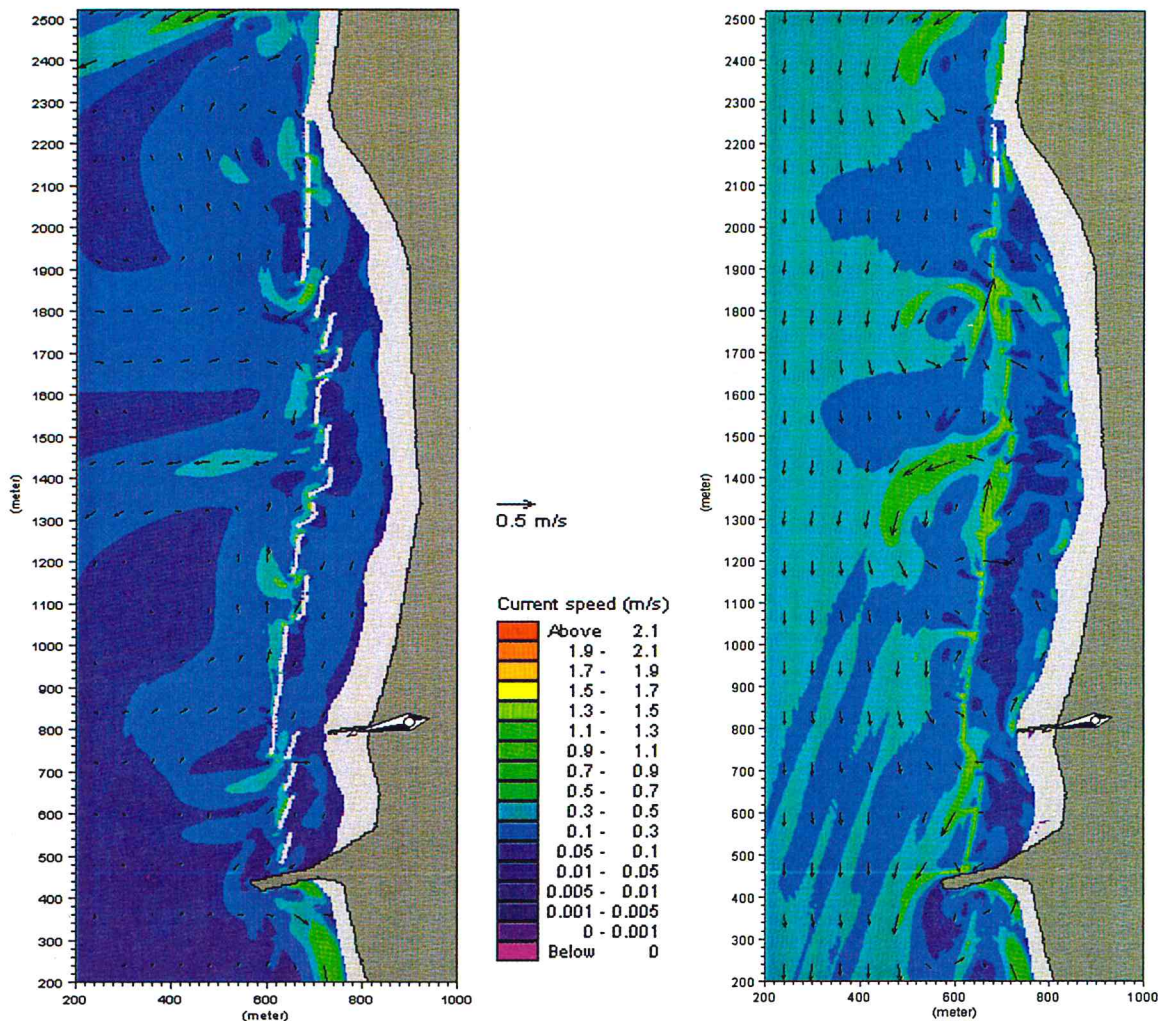 2500
2400
2300
2200
2100
2000
1900
1800
1700
1600
1500
1400
1300
1200
1100
1000
900
800
700
600
500
400
300
200
(meter)
200 400 600 800 1000
(meter)
0.5 m/s
Current speed (m/s)
Above 2.1
1.9 - 2.1
1.7 - 1.9
1.5 - 1.7
1.3 - 1.5
1.1 - 1.3
0.9 - 1.1
0.7 - 0.9
0.5 - 0.7
0.3 - 0.5
0.1 - 0.3
0.05 - 0.1
0.01 - 0.05
0.005 - 0.01
0.001 - 0.005
0 - 0.001
Below 0
2500
2400
2300
2200
2100
2000
1900
1800
1700
1600
1500
1400
1300
1200
1100
1000
900
800
700
600
500
400
300
200
(meter)
200 400 600 800 1000
(meter)